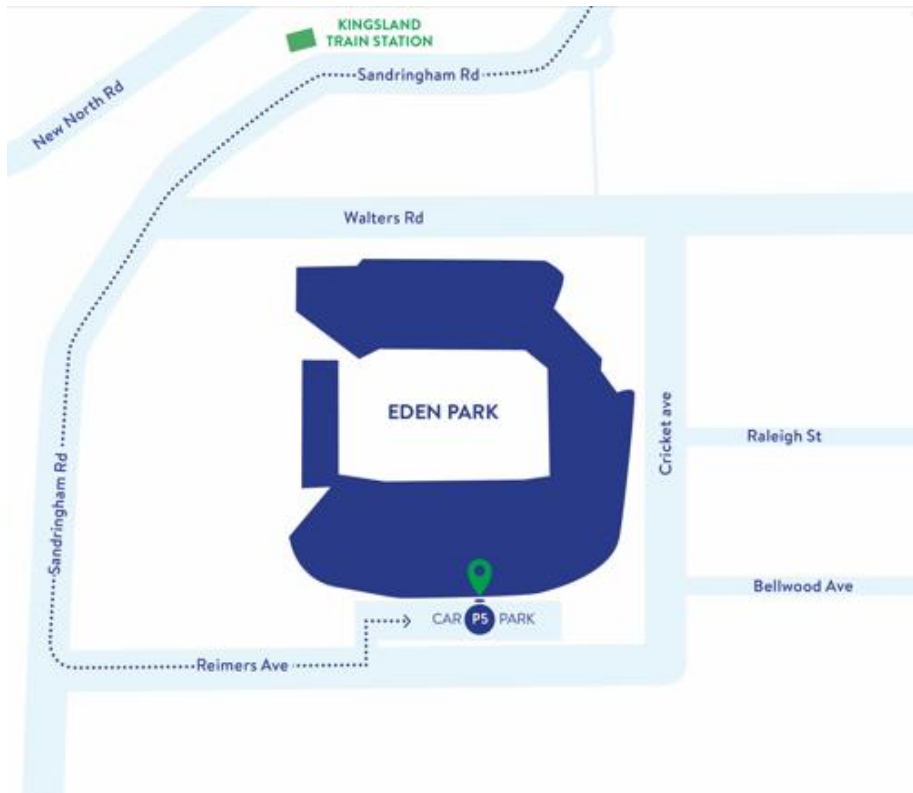 KINGSLAND
TRAIN STATION
Sandringham Rd
New North Rd
Walters Rd
EDEN PARK
Cricket ave
Raleigh St
Sandringham Rd
Bellwood Ave
CAR P5 PARK
Reimers Ave